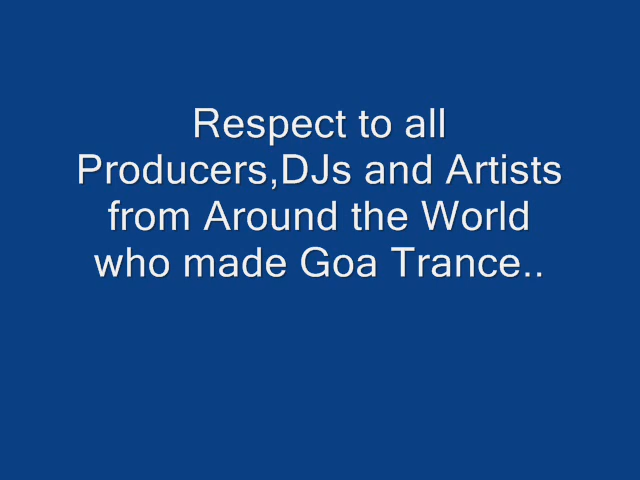 Respect to all
Producers,DJs and Artists
from Around the World
who made Goa Trance..